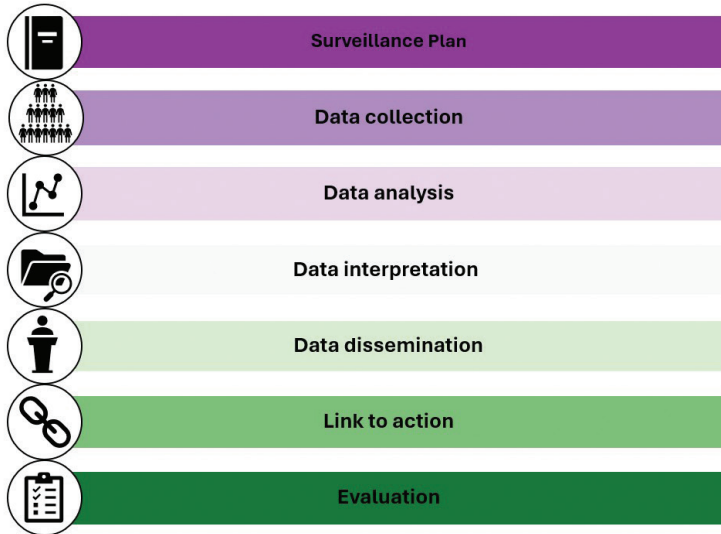 Surveillance Plan
Data collection
Data analysis
Data interpretation
Data dissemination
Link to action
Evaluation